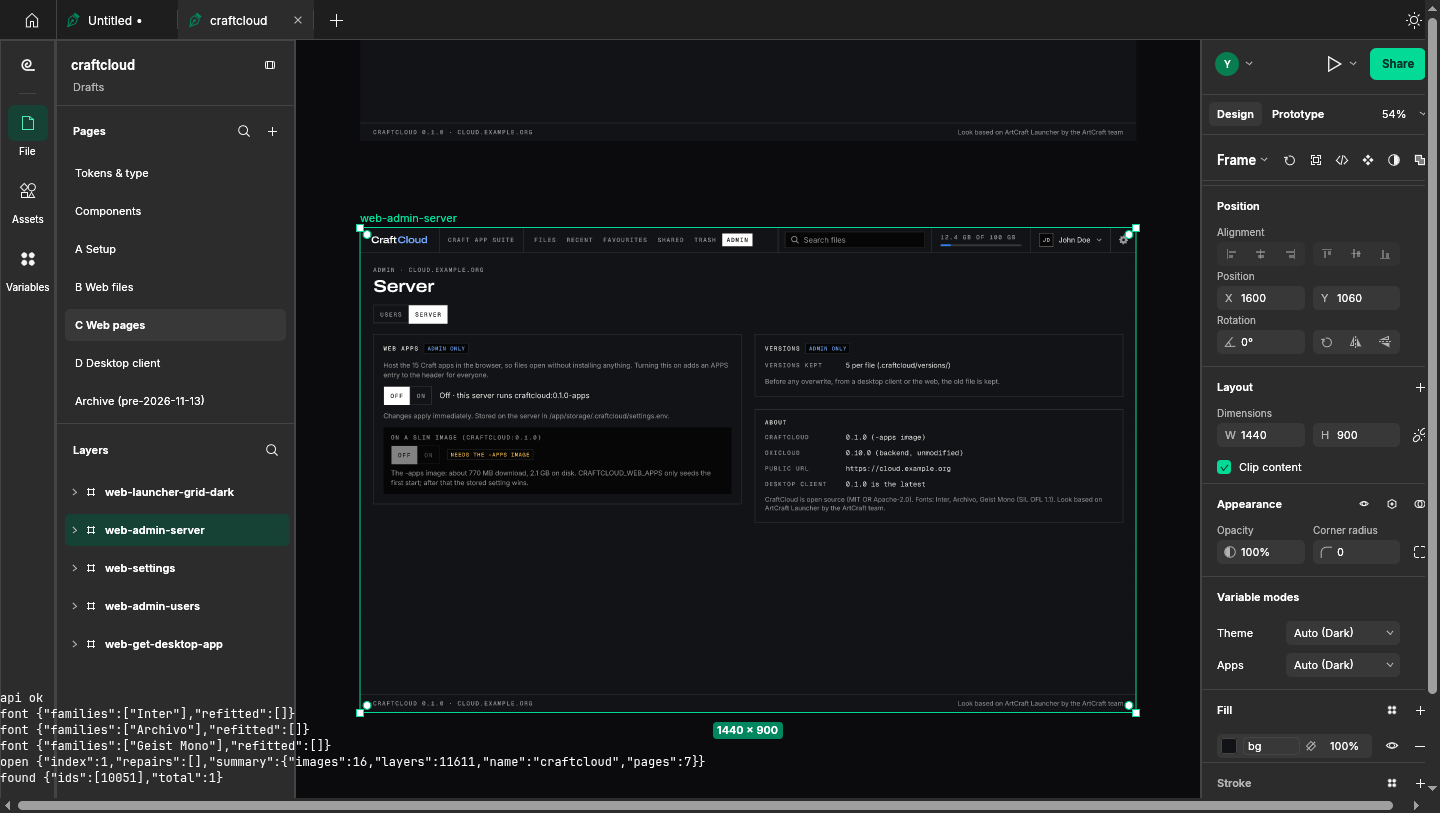 Untitled •
craftcloud
craftcloud
Drafts
File
Assets
Variables
Pages
Tokens & type
Components
A Setup
B Web files
C Web pages
D Desktop client
Archive (pre-2026-11-13)
Layers
web-launcher-grid-dark
web-admin-server
web-settings
web-admin-users
web-get-desktop-app
api ok
font {"families":["Inter"],"refitted":[]}
font {"families":["Archivo"],"refitted":[]}
font {"families":["Geist Mono"],"refitted":[]}
open {"index":1,"repairs":[],"summary":{"images":16,"layers":11611,"name":"craftcloud","pages":7}}
found {"ids":[10051],"total":1}
CRAFTCLOUD 0.1.0 · CLOUD.EXAMPLE.ORG
Look based on ArtCraft Launcher by the ArtCraft team
web-admin-server
CraftCloud
CRAFT APP SUITE
FILES RECENT FAVOURITES SHARED TRASH ADMIN
Search files
12.4 GB OF 100 GB
JD John Doe
ADMIN · CLOUD.EXAMPLE.ORG
Server
USERS SERVER
WEB APPS ADMIN ONLY
Host the 15 Craft apps in the browser, so files open without installing anything. Turning this on adds an APPS
entry to the header for everyone.
OFF ON Off · this server runs craftcloud:0.1.0-apps
Changes apply immediately. Stored on the server in /app/storage/.craftcloud/settings.env.
ON A SLIM IMAGE (CRAFTCLOUD:0.1.0)
OFF ON NEEDS THE -APPS IMAGE
The -apps image: about 770 MB download, 2.1 GB on disk. CRAFTCLOUD_WEB_APPS only seeds the
first start; after that the stored setting wins.
VERSIONS ADMIN ONLY
VERSIONS KEPT 5 per file (.craftcloud/versions/)
Before any overwrite, from a desktop client or the web, the old file is kept.
ABOUT
CRAFTCLOUD 0.1.0 (-apps image)
OXICLOUD 0.10.0 (backend, unmodified)
PUBLIC URL https://cloud.example.org
DESKTOP CLIENT 0.1.0 is the latest
CraftCloud is open source (MIT OR Apache-2.0). Fonts: Inter, Archivo, Geist Mono (SIL OFL 1.1). Look based on
ArtCraft Launcher by the ArtCraft team.
CRAFTCLOUD 0.1.0 · CLOUD.EXAMPLE.ORG
Look based on ArtCraft Launcher by the ArtCraft team
1440 × 900
Y
Share
Design
Prototype
54%
Frame
Position
Alignment
Position
X 1600
Y 1060
Rotation
0°
Layout
Dimensions
W 1440
H 900
Clip content
Appearance
Opacity
Corner radius
100%
0
Variable modes
Theme
Auto (Dark)
Apps
Auto (Dark)
Fill
bg
100%
Stroke